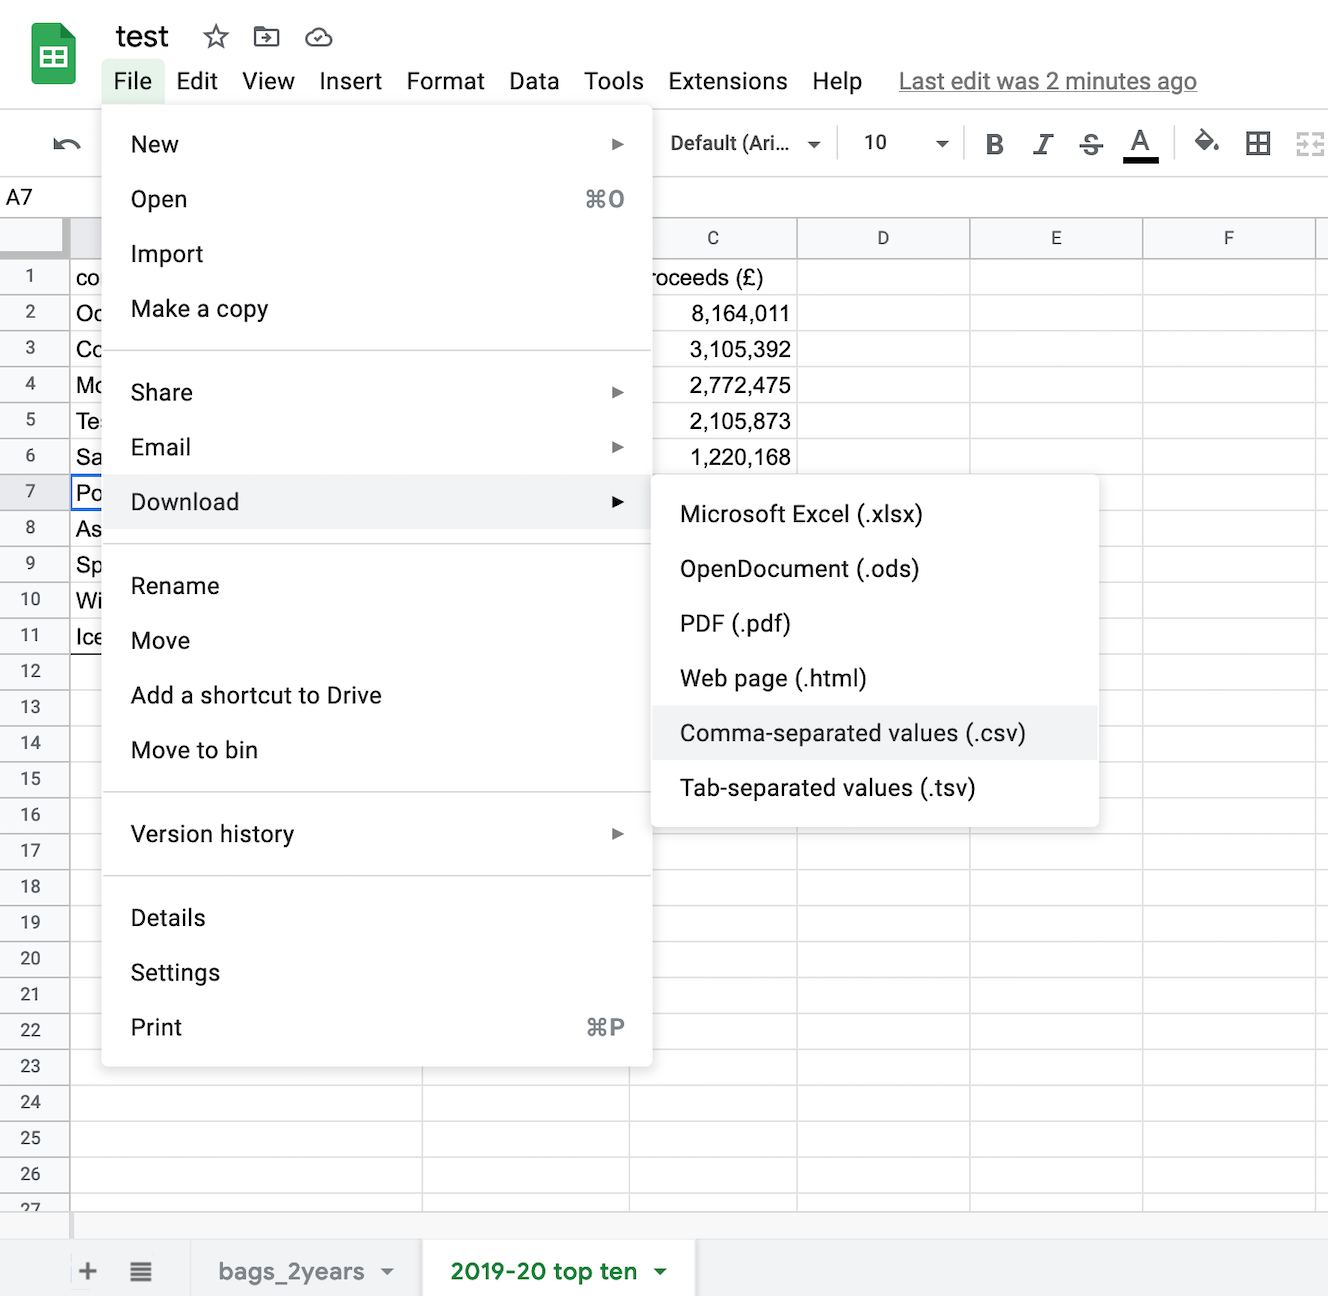 test
File Edit View Insert Format Data Tools Extensions Help Last edit was 2 minutes ago
Default (Ari... 10 B I S A
A7
C D E F
1 co roceeds (£)
2 Oc 8,164,011
3 Co 3,105,392
4 Mo 2,772,475
5 Te 2,105,873
6 Sa 1,220,168
7 Po
8 As
9 Sp
10 Wi
11 Ice
12
13
14
15
16
17
18
19
20
21
22
23
24
25
26
27
New
Open ⌘O
Import
Make a copy
Share
Email
Download
Rename
Move
Add a shortcut to Drive
Move to bin
Version history
Details
Settings
Print ⌘P
Microsoft Excel (.xlsx)
OpenDocument (.ods)
PDF (.pdf)
Web page (.html)
Comma-separated values (.csv)
Tab-separated values (.tsv)
bags_2years 2019-20 top ten